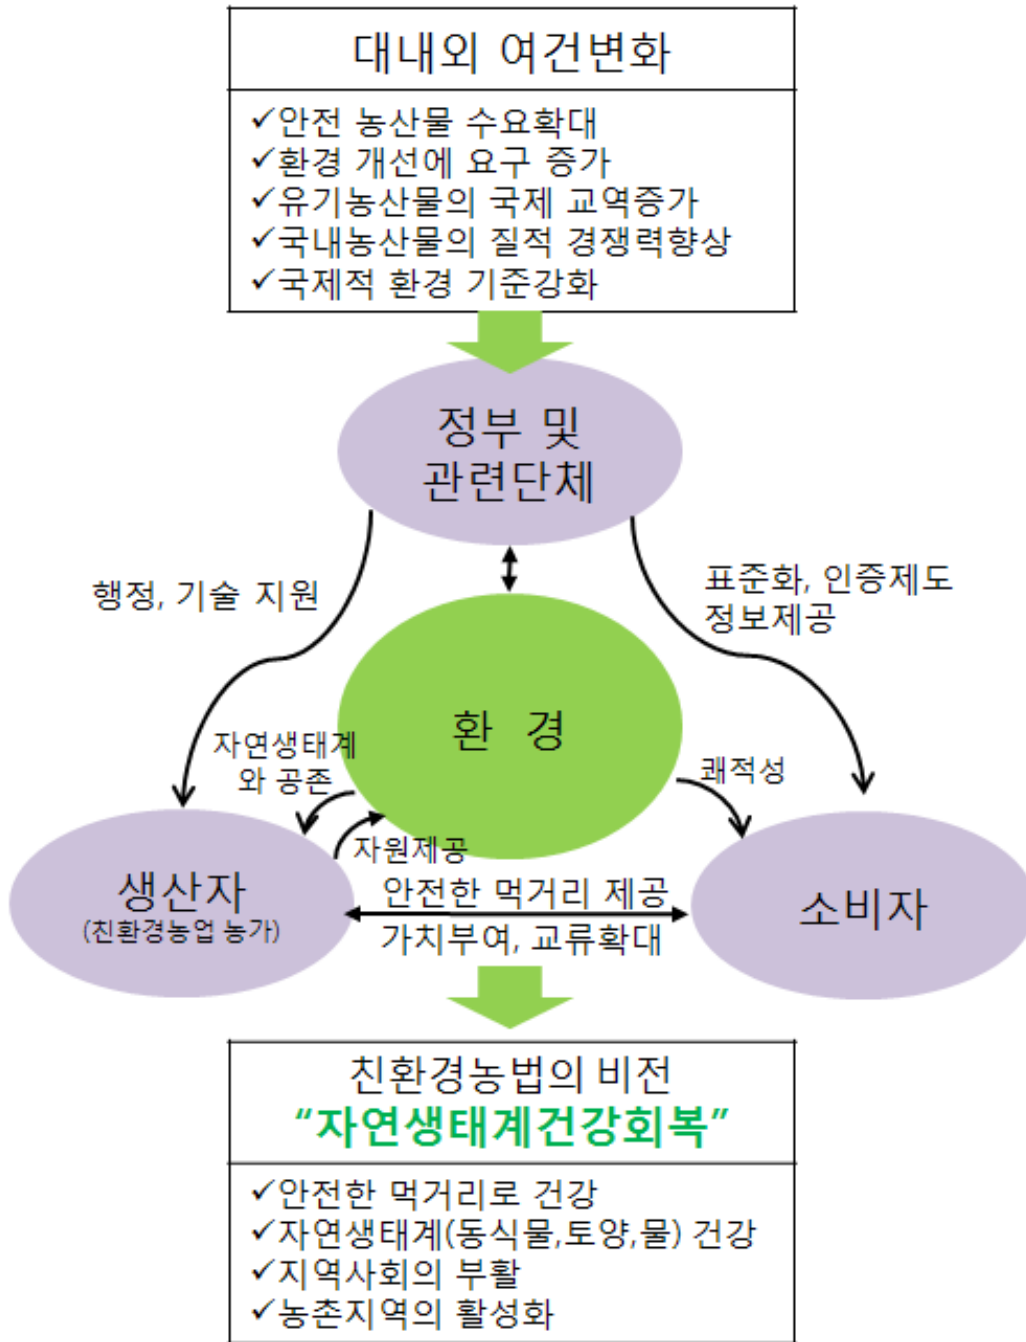 대내외 여건변화
✓안전 농산물 수요확대
✓환경 개선에 요구 증가
✓유기농산물의 국제 교역증가
✓국내농산물의 질적 경쟁력향상
✓국제적 환경 기준강화
정부 및
관련단체
행정, 기술 지원
표준화, 인증제도
정보제공
환 경
자연생태계
와 공존
쾌적성
자원제공
생산자
(친환경농업 농가)
안전한 먹거리 제공
가치부여, 교류확대
소비자
친환경농법의 비전
“자연생태계건강회복”
✓안전한 먹거리로 건강
✓자연생태계(동식물,토양,물) 건강
✓지역사회의 부활
✓농촌지역의 활성화